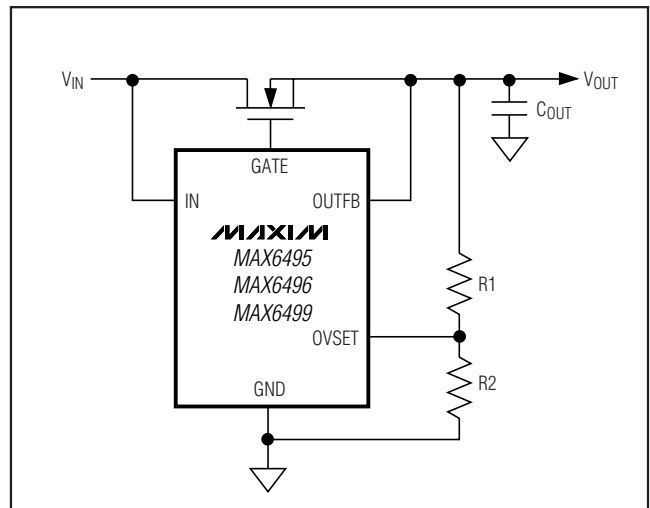 VIN
VOUT
COUT
GATE
IN
OUTFB
MAXIM
MAX6495
MAX6496
MAX6499
R1
OVSET
R2
GND